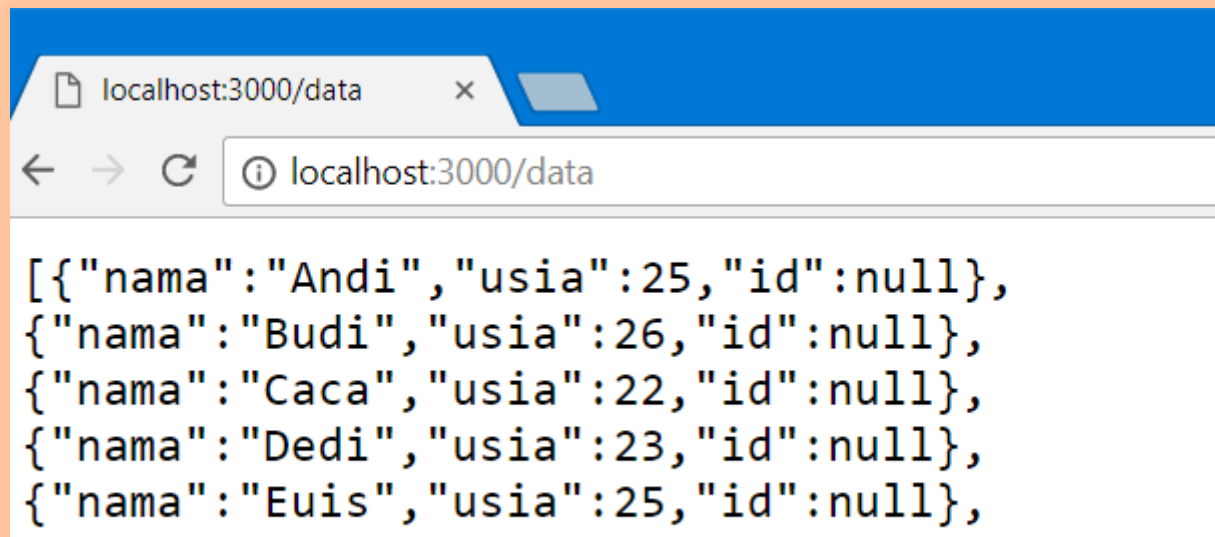 localhost:3000/data
localhost:3000/data
[{"nama":"Andi","usia":25,"id":null},
{"nama":"Budi","usia":26,"id":null},
{"nama":"Caca","usia":22,"id":null},
{"nama":"Dedi","usia":23,"id":null},
{"nama":"Euis","usia":25,"id":null},